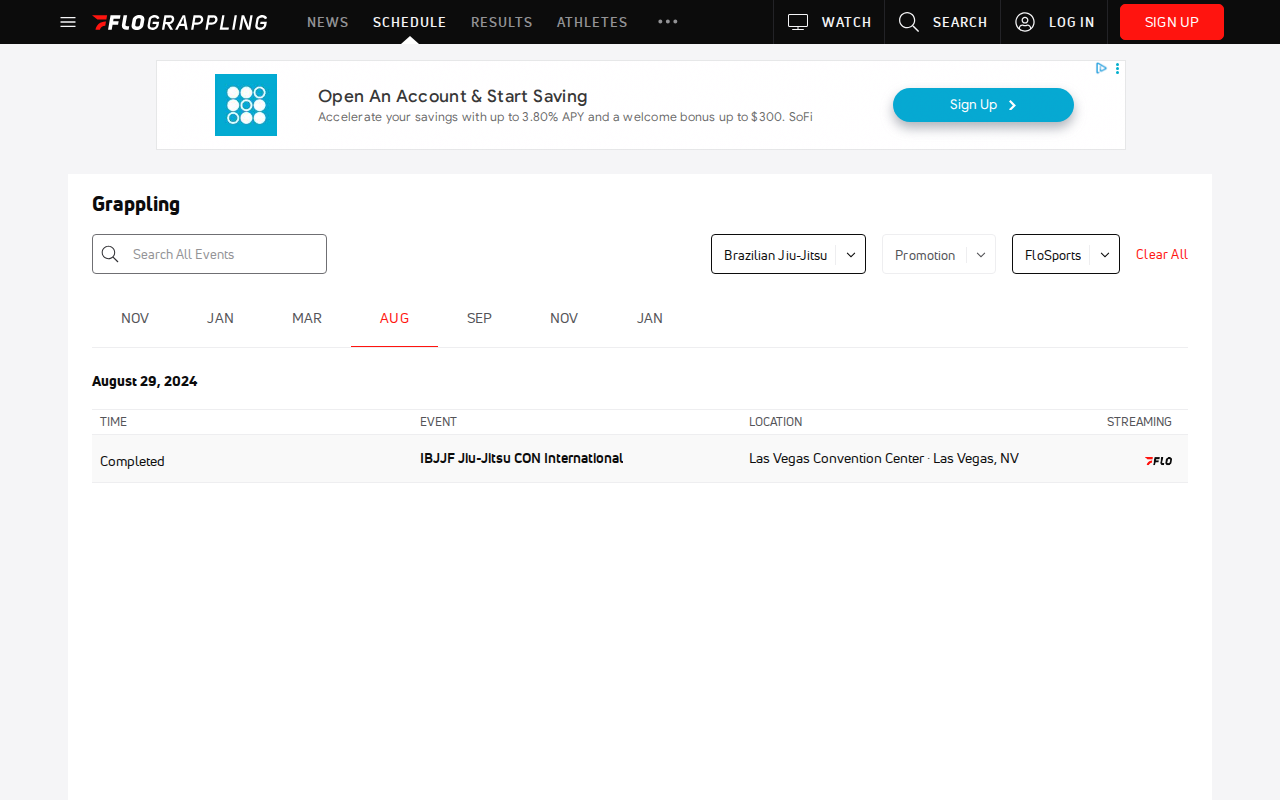 FLOGRAPPLING NEWS SCHEDULE RESULTS ATHLETES ••• WATCH SEARCH LOG IN SIGN UP
Open An Account & Start Saving
Accelerate your savings with up to 3.80% APY and a welcome bonus up to $300. SoFi
Sign Up
Grappling
Search All Events Brazilian Jiu-Jitsu Promotion FloSports Clear All
NOV JAN MAR AUG SEP NOV JAN
August 29, 2024
TIME EVENT LOCATION STREAMING
Completed IBJJF Jiu-Jitsu CON International Las Vegas Convention Center · Las Vegas, NV FLO